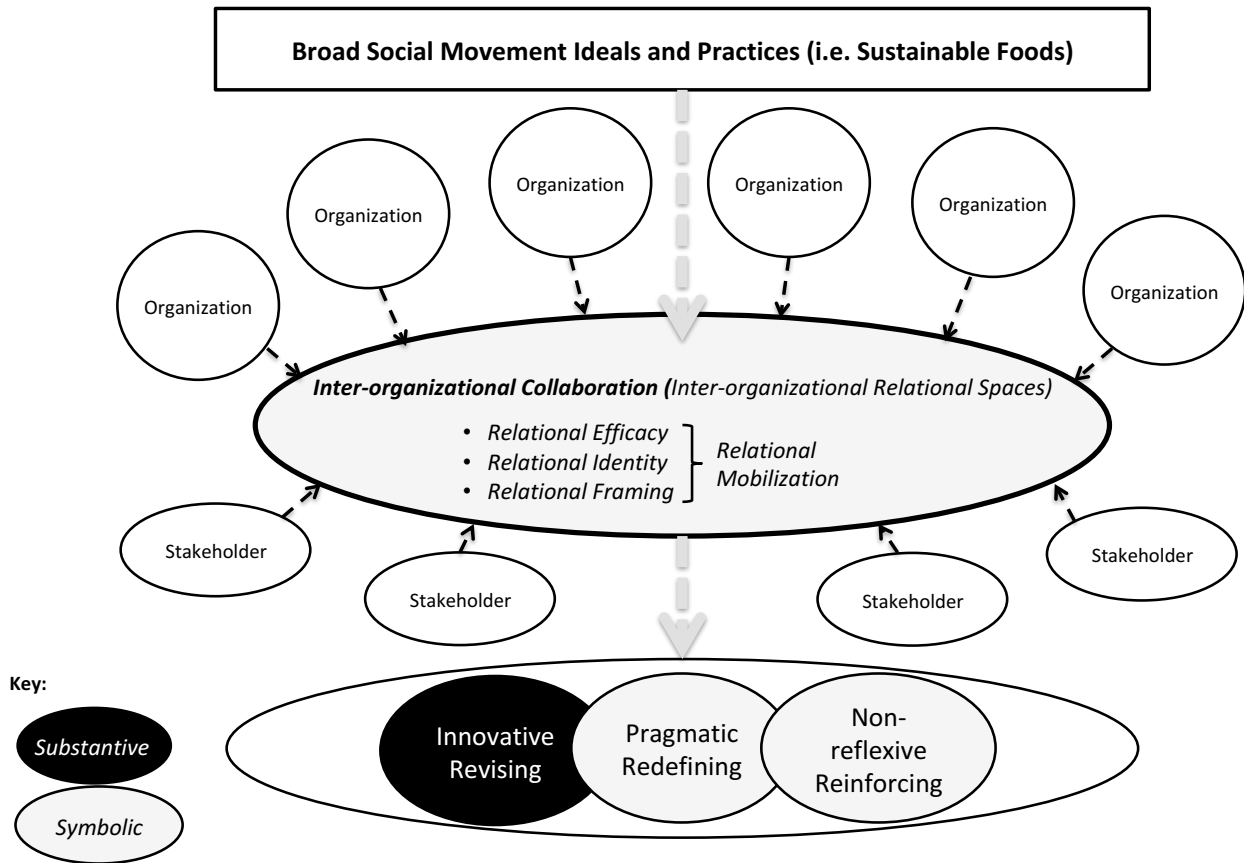 Broad Social Movement Ideals and Practices (i.e. Sustainable Foods)
Organization
Organization
Organization
Organization
Organization
Organization
Inter-organizational Collaboration (Inter-organizational Relational Spaces)
• Relational Efficacy
• Relational Identity
• Relational Framing
Relational
Mobilization
Stakeholder
Stakeholder
Stakeholder
Stakeholder
Key:
Substantive
Symbolic
Innovative
Revising
Pragmatic
Redefining
Non-
reflexive
Reinforcing